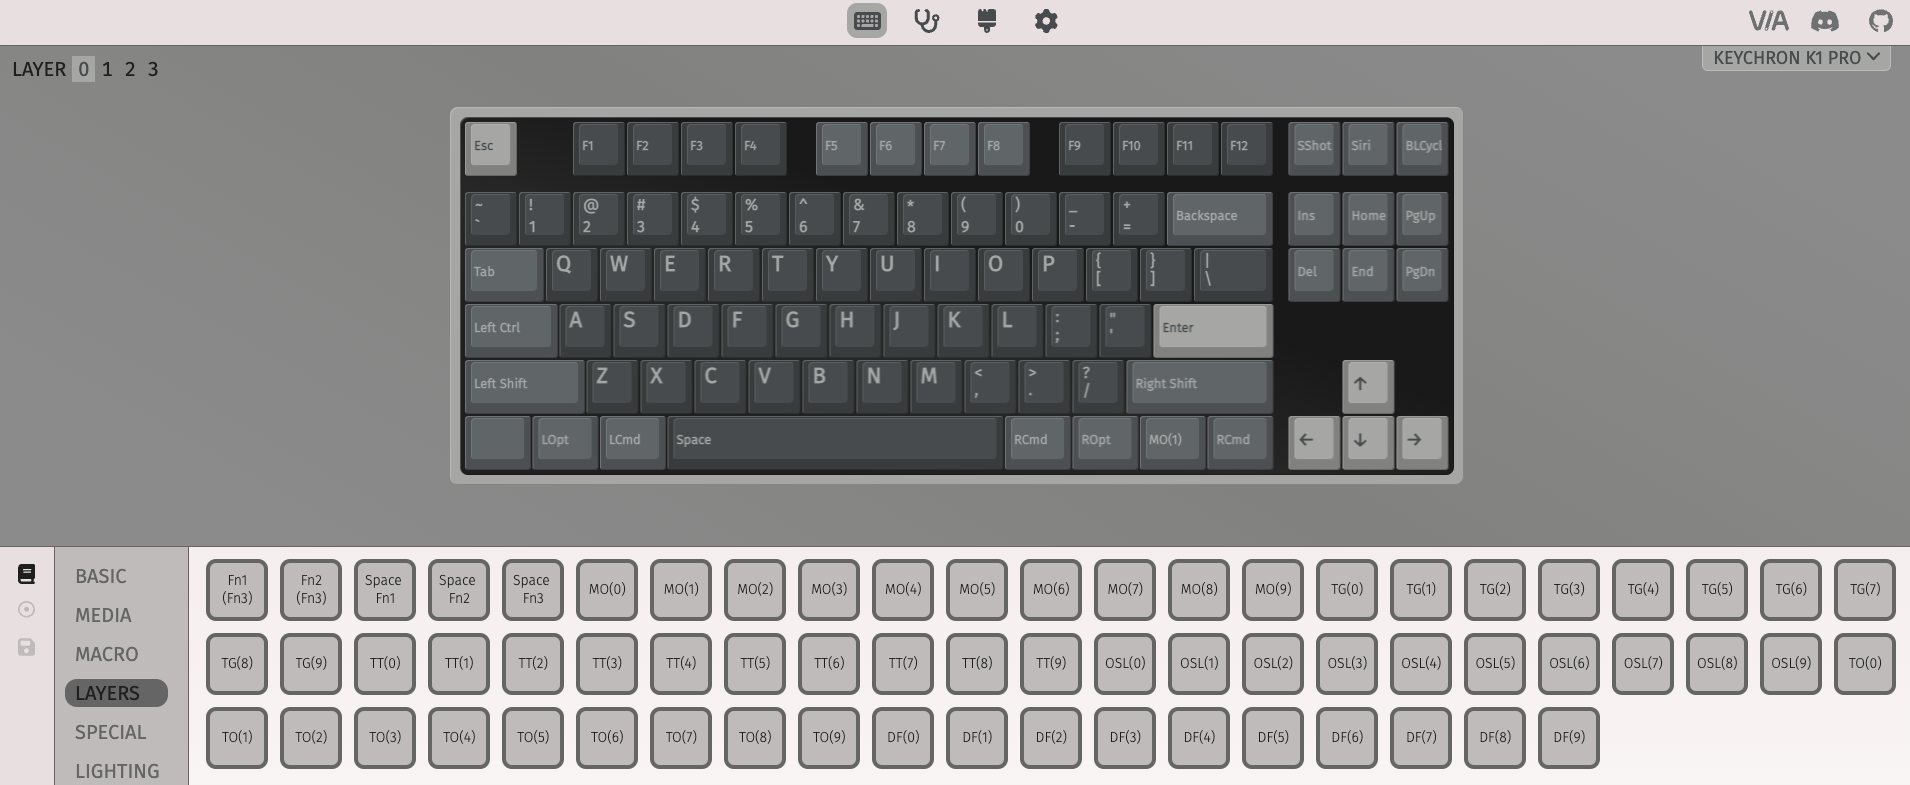 VIA
LAYER 0 1 2 3
KEYCHRON K1 PRO
Esc F1 F2 F3 F4 F5 F6 F7 F8 F9 F10 F11 F12 SShot Siri BLCycl
~ ! @ # $ % ^ & * ( ) _ +
` 1 2 3 4 5 6 7 8 9 0 - = Backspace Ins Home PgUp
Tab Q W E R T Y U I O P { } |
[ ] \ Del End PgDn
Left Ctrl A S D F G H J K L : " Enter
; '
Left Shift Z X C V B N M < > ? Right Shift ↑
, . /
LOpt LCmd Space RCmd ROpt MO(1) RCmd ← ↓ →
BASIC
MEDIA
MACRO
LAYERS
SPECIAL
LIGHTING
Fn1 Fn2 Space Space Space
(Fn3) (Fn3) Fn1 Fn2 Fn3 MO(0) MO(1) MO(2) MO(3) MO(4) MO(5) MO(6) MO(7) MO(8) MO(9) TG(0) TG(1) TG(2) TG(3) TG(4) TG(5) TG(6) TG(7)
TG(8) TG(9) TT(0) TT(1) TT(2) TT(3) TT(4) TT(5) TT(6) TT(7) TT(8) TT(9) OSL(0) OSL(1) OSL(2) OSL(3) OSL(4) OSL(5) OSL(6) OSL(7) OSL(8) OSL(9) TO(0)
TO(1) TO(2) TO(3) TO(4) TO(5) TO(6) TO(7) TO(8) TO(9) DF(0) DF(1) DF(2) DF(3) DF(4) DF(5) DF(6) DF(7) DF(8) DF(9)